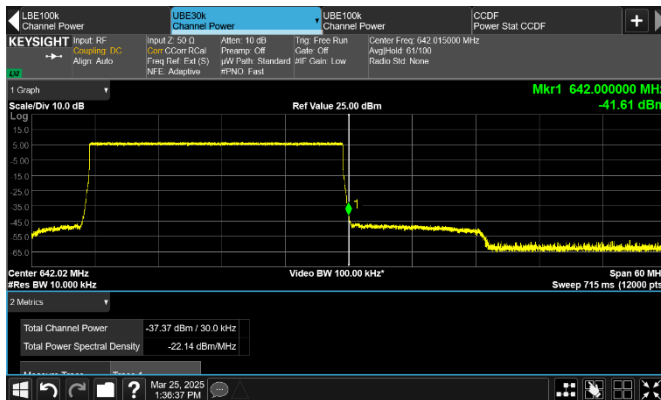 LBE100k
Channel Power
UBE30k
Channel Power
UBE100k
Channel Power
CCDF
Power Stat CCDF
+
KEYSIGHT
Input: RF
Coupling: DC
Align: Auto
Input Z: 50 Ω
Corr CCorr RCal
Freq Ref: Ext (S)
NFE: Adaptive
Atten: 10 dB
Preamp: Off
µW Path: Standard
#PNO: Fast
Trig: Free Run
Gate: Off
#IF Gain: Low
Center Freq: 642.015000 MHz
Avg|Hold: 61/100
Radio Std: None
1 Graph
Mkr1 642.000000 MHz
Scale/Div 10.0 dB
Ref Value 25.00 dBm
-41.61 dBm
Log
15.0
5.00
-5.00
-15.0
-25.0
-35.0
-45.0
-55.0
-65.0
1
Center 642.02 MHz
Video BW 100.00 kHz*
Span 60 MH
#Res BW 10.000 kHz
Sweep 715 ms (12000 pts
2 Metrics
Total Channel Power
-37.37 dBm / 30.0 kHz
Total Power Spectral Density
-22.14 dBm/MHz
?
Mar 25, 2025
1:36:37 PM